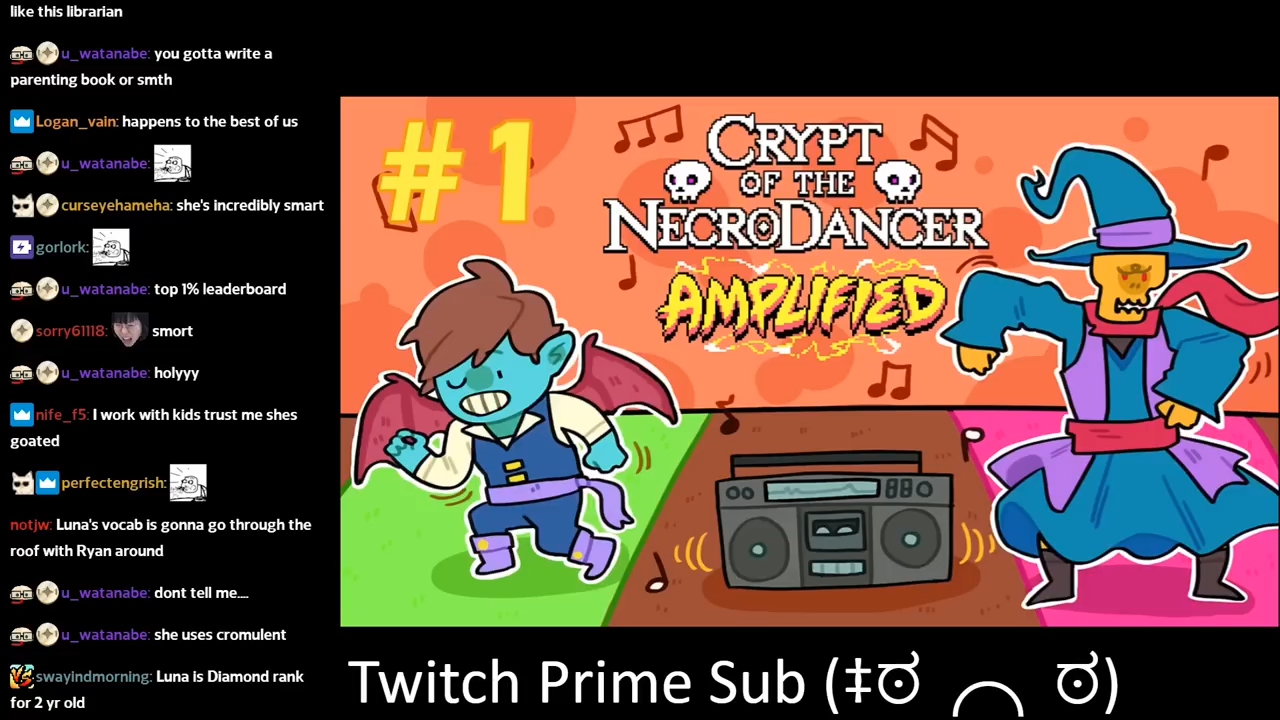 like this librarian
u_watanabe: you gotta write a
parenting book or smth
Logan_vain: happens to the best of us
u_watanabe:
curseyehameha: she's incredibly smart
gorlork:
u_watanabe: top 1% leaderboard
sorry61118: smort
u_watanabe: holyyy
nife_f5: I work with kids trust me shes
goated
perfectengrish:
notjw: Luna's vocab is gonna go through the
roof with Ryan around
u_watanabe: dont tell me....
u_watanabe: she uses cromulent
swayindmorning: Luna is Diamond rank
for 2 yr old
#1
CRYPT
OF THE
NECRODANCER
AMPLIFIED
Twitch Prime Sub (‡ಠ ╭╮ ಠ)